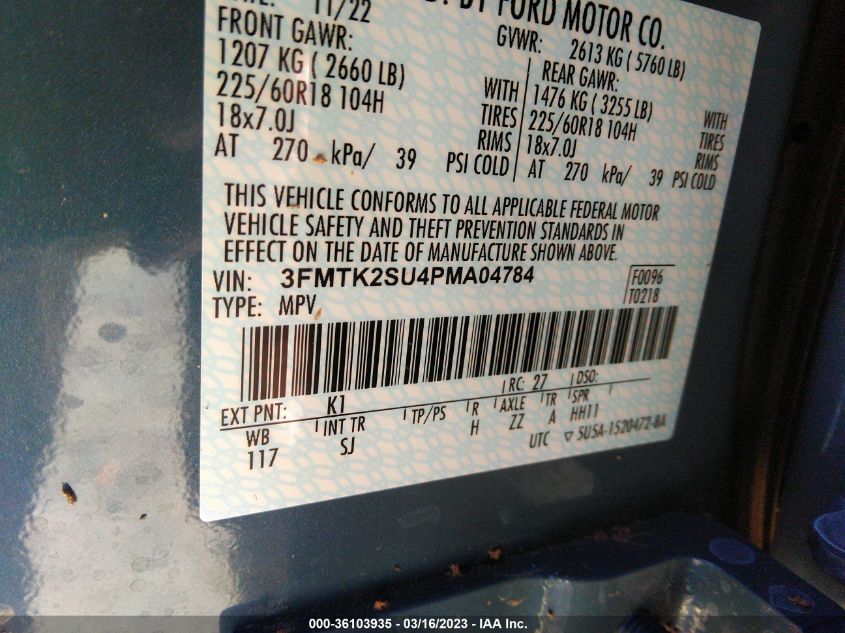 11/22
D. BY FORD MOTOR CO.
FRONT GAWR:
GVWR: 2613 KG ( 5760 LB)
1207 KG ( 2660 LB)
REAR GAWR:
225/60R18 104H WITH
1476 KG ( 3255 LB) WITH
18x7.0J TIRES
225/60R18 104H TIRES
RIMS
18x7.0J RIMS
AT 270 kPa/ 39 PSI COLD
AT 270 kPa/ 39 PSI COLD
THIS VEHICLE CONFORMS TO ALL APPLICABLE FEDERAL MOTOR
VEHICLE SAFETY AND THEFT PREVENTION STANDARDS IN
EFFECT ON THE DATE OF MANUFACTURE SHOWN ABOVE.
VIN: 3FMTK2SU4PMA04784 F0096
TYPE: MPV T0218
EXT PNT: K1 RC: 27 DSO:
WB INT TR TP/PS R AXLE TR SPR
117 SJ H ZZ A HH11
UTC ▽ 5U5A-1520472-BA
000-36103935 - 03/16/2023 - IAA Inc.